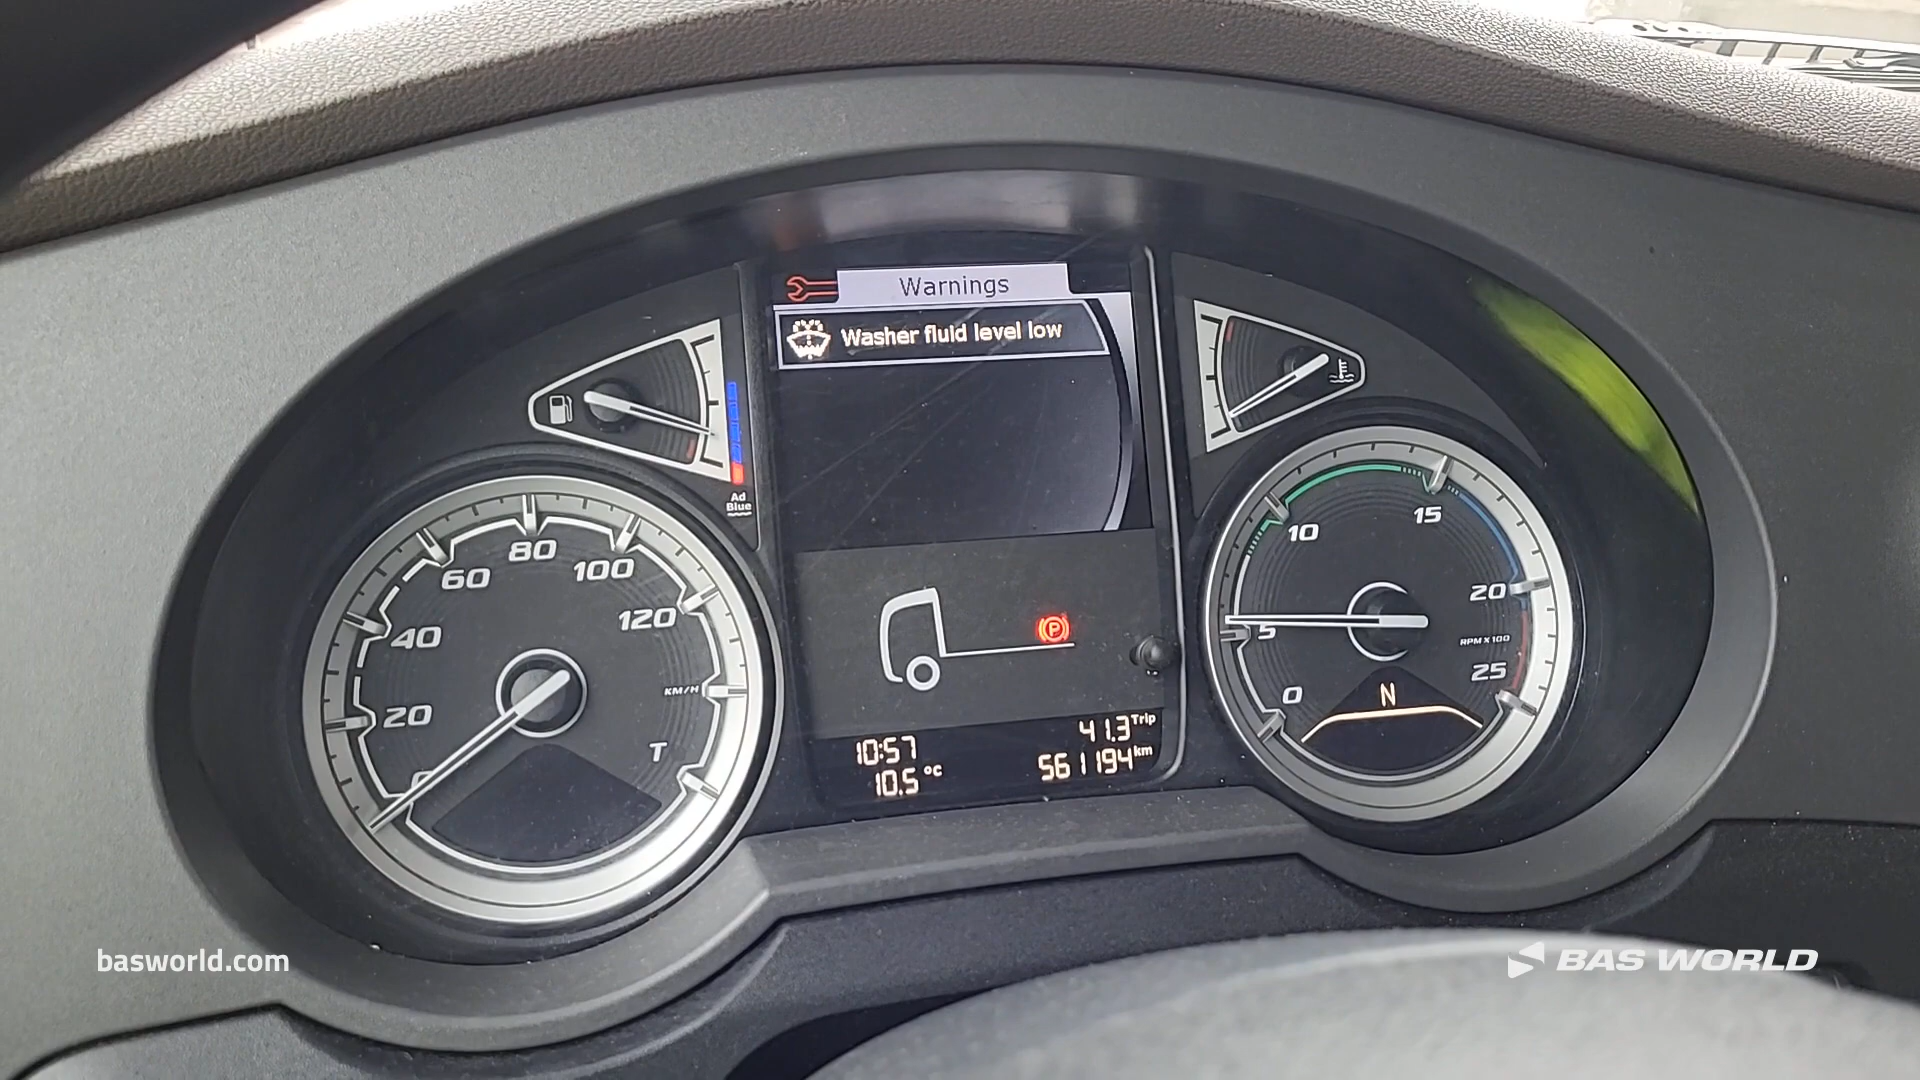 Warnings
Washer fluid level low
Ad
Blue
20
40
60
80
100
120
KM/H
T
P
10:57
10.5 °C
41.3 Trip
561194 km
0
5
10
15
20
25
RPM X 100
N
basworld.com
BAS WORLD